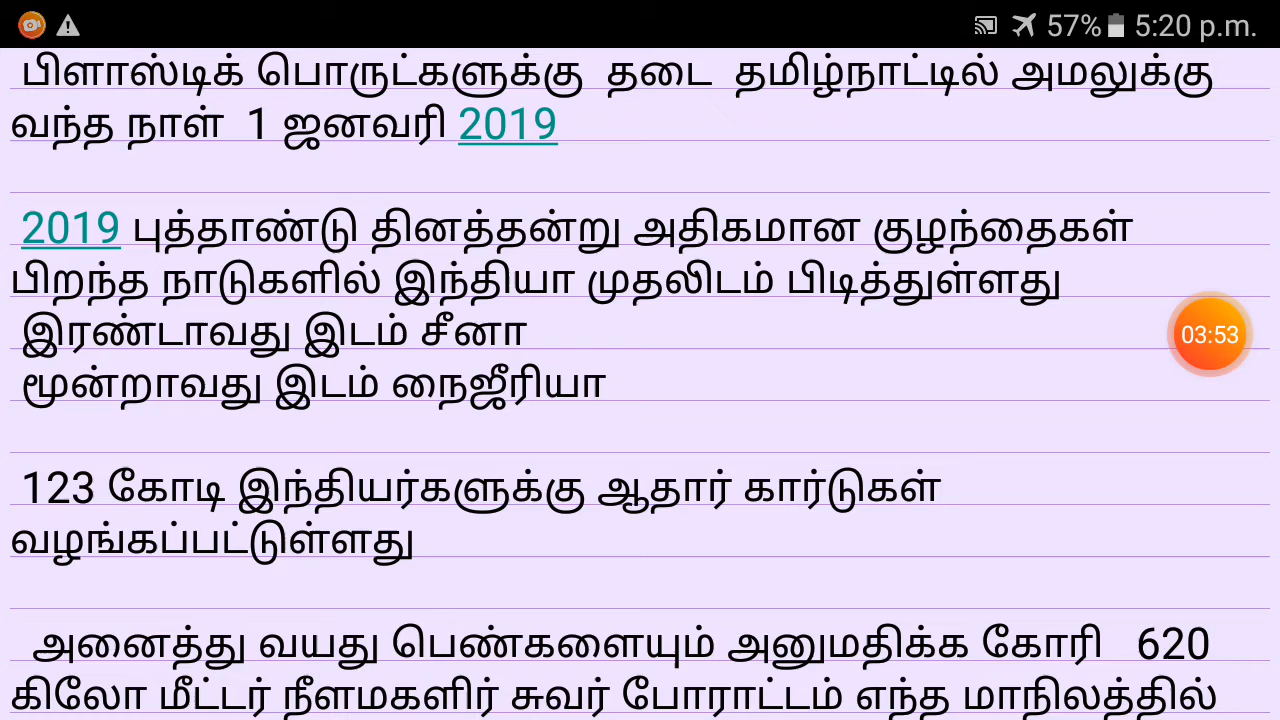 57% 5:20 p.m.
பிளாஸ்டிக் பொருட்களுக்கு தடை தமிழ்நாட்டில் அமலுக்கு
வந்த நாள் 1 ஜனவரி 2019
2019 புத்தாண்டு தினத்தன்று அதிகமான குழந்தைகள்
பிறந்த நாடுகளில் இந்தியா முதலிடம் பிடித்துள்ளது
இரண்டாவது இடம் சீனா
03:53
மூன்றாவது இடம் நைஜீரியா
123 கோடி இந்தியர்களுக்கு ஆதார் கார்டுகள்
வழங்கப்பட்டுள்ளது
அனைத்து வயது பெண்களையும் அனுமதிக்க கோரி 620
கிலோ மீட்டர் நீளமகளிர் சுவர் போராட்டம் எந்த மாநிலத்தில்